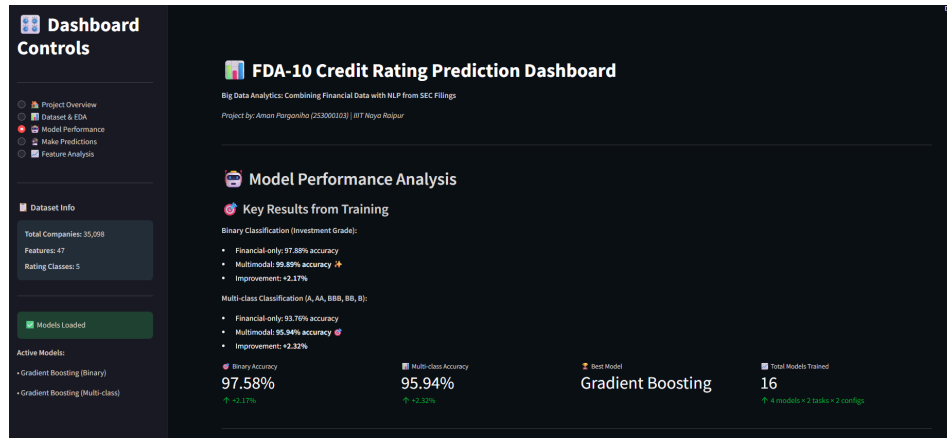 Dashboard
Controls
Project Overview
Dataset & EDA
Model Performance
Make Predictions
Feature Analysis
Dataset Info
Total Companies: 35,098
Features: 47
Rating Classes: 5
Models Loaded
Active Models:
• Gradient Boosting (Binary)
• Gradient Boosting (Multi-class)
FDA-10 Credit Rating Prediction Dashboard
Big Data Analytics: Combining Financial Data with NLP from SEC Filings
Project by: Aman Parganiha (253000103) | IIIT Naya Raipur
Model Performance Analysis
Key Results from Training
Binary Classification (Investment Grade):
• Financial-only: 97.88% accuracy
• Multimodal: 99.89% accuracy ✨
• Improvement: +2.17%
Multi-class Classification (A, AA, BBB, BB, B):
• Financial-only: 93.76% accuracy
• Multimodal: 95.94% accuracy 🎯
• Improvement: +2.32%
Binary Accuracy
97.58%
↑ +2.17%
Multi-class Accuracy
95.94%
↑ +2.32%
Best Model
Gradient Boosting
Total Models Trained
16
↑ 4 models × 2 tasks × 2 configs